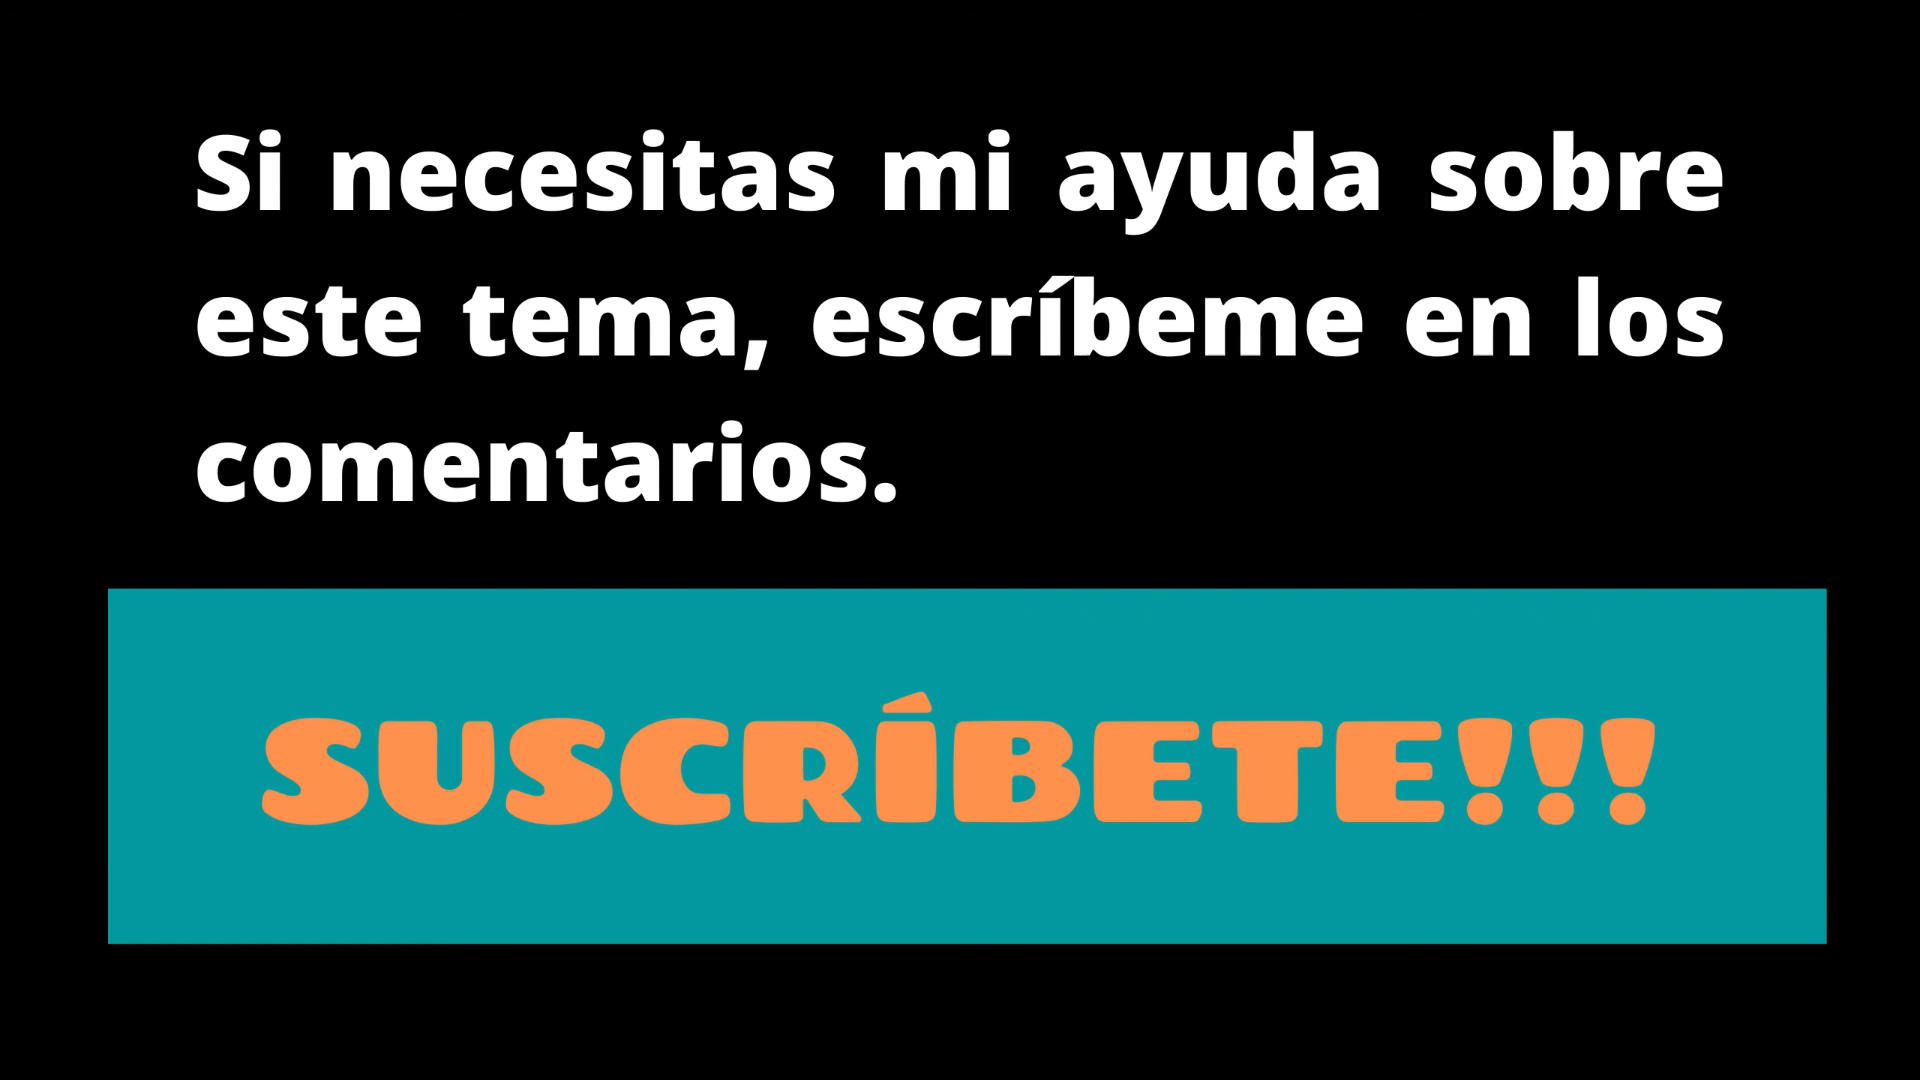 Si necesitas mi ayuda sobre
este tema, escríbeme en los
comentarios.
SUSCRÍBETE!!!